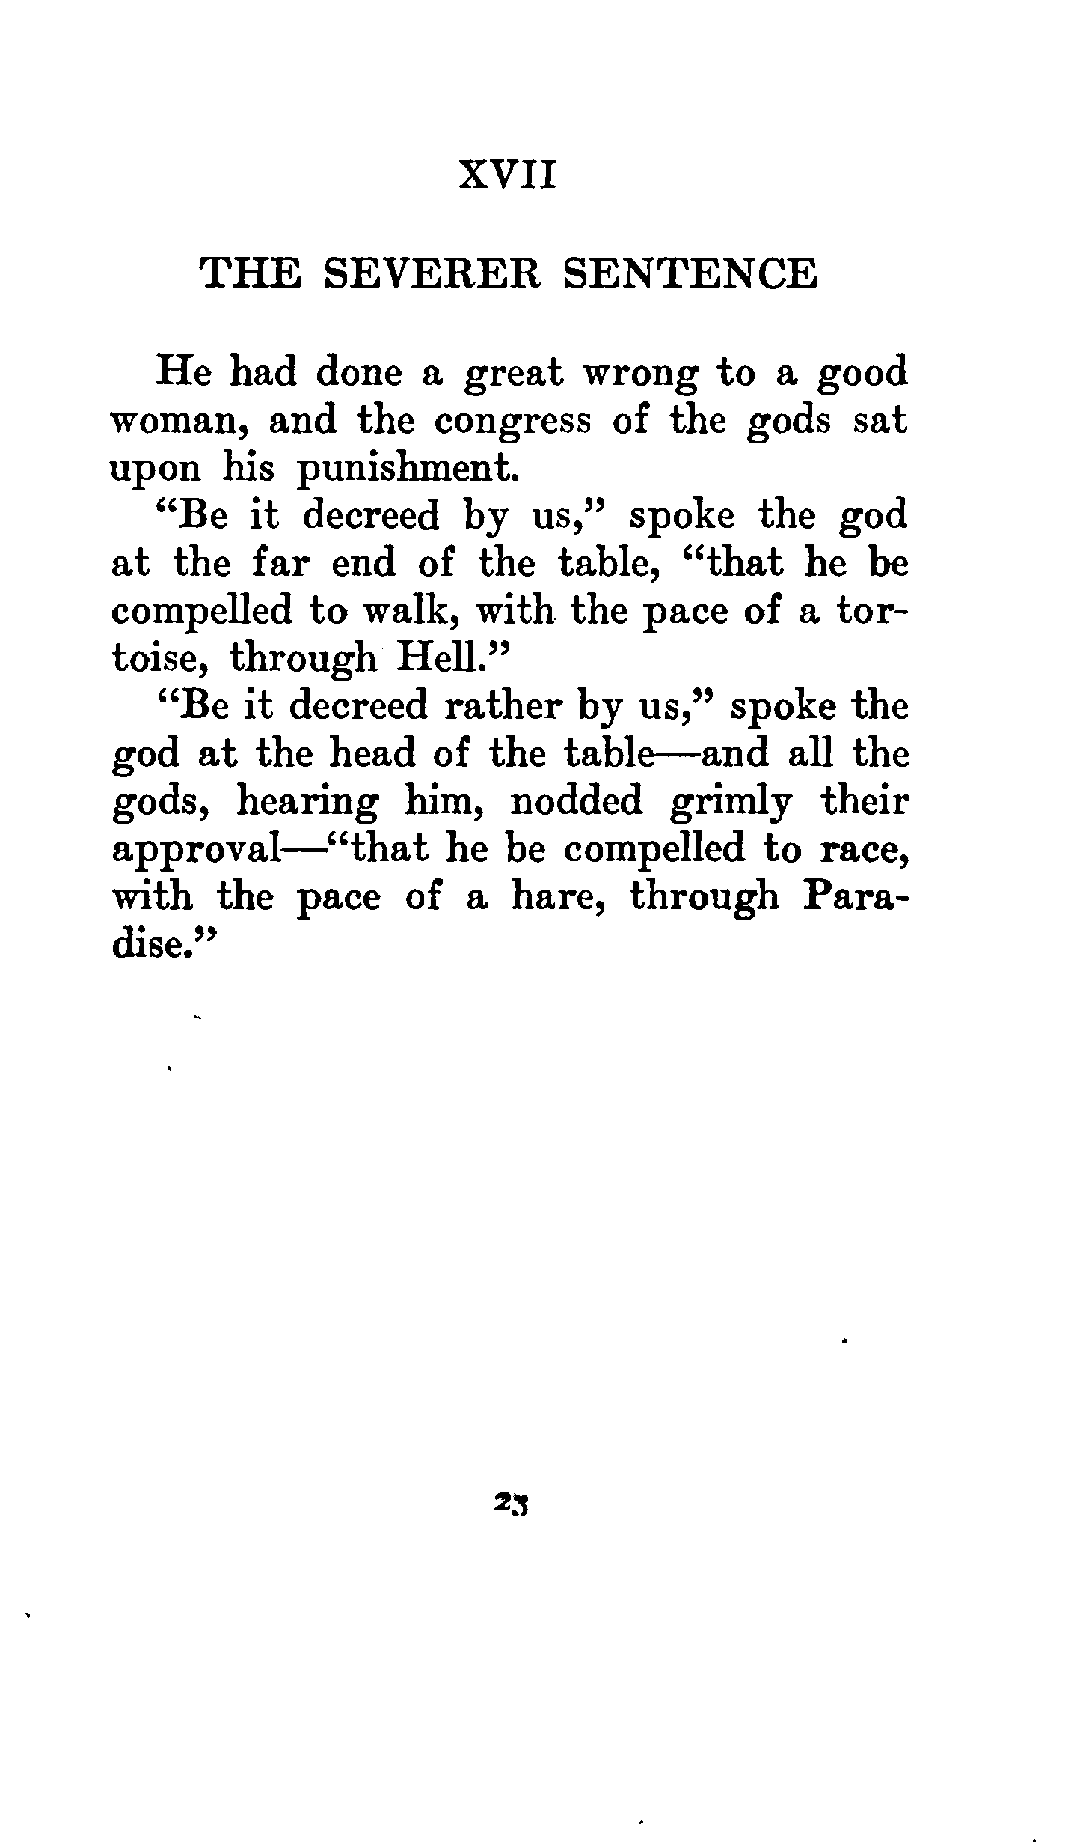 XVII
THE SEVERER SENTENCE
He had done a great wrong to a good
woman, and the congress of the gods sat
upon his punishment.
“Be it decreed by us,” spoke the god
at the far end of the table, “that he be
compelled to walk, with the pace of a tor-
toise, through Hell.”
“Be it decreed rather by us,” spoke the
god at the head of the table—and all the
gods, hearing him, nodded grimly their
approval—“that he be compelled to race,
with the pace of a hare, through Para-
dise.”